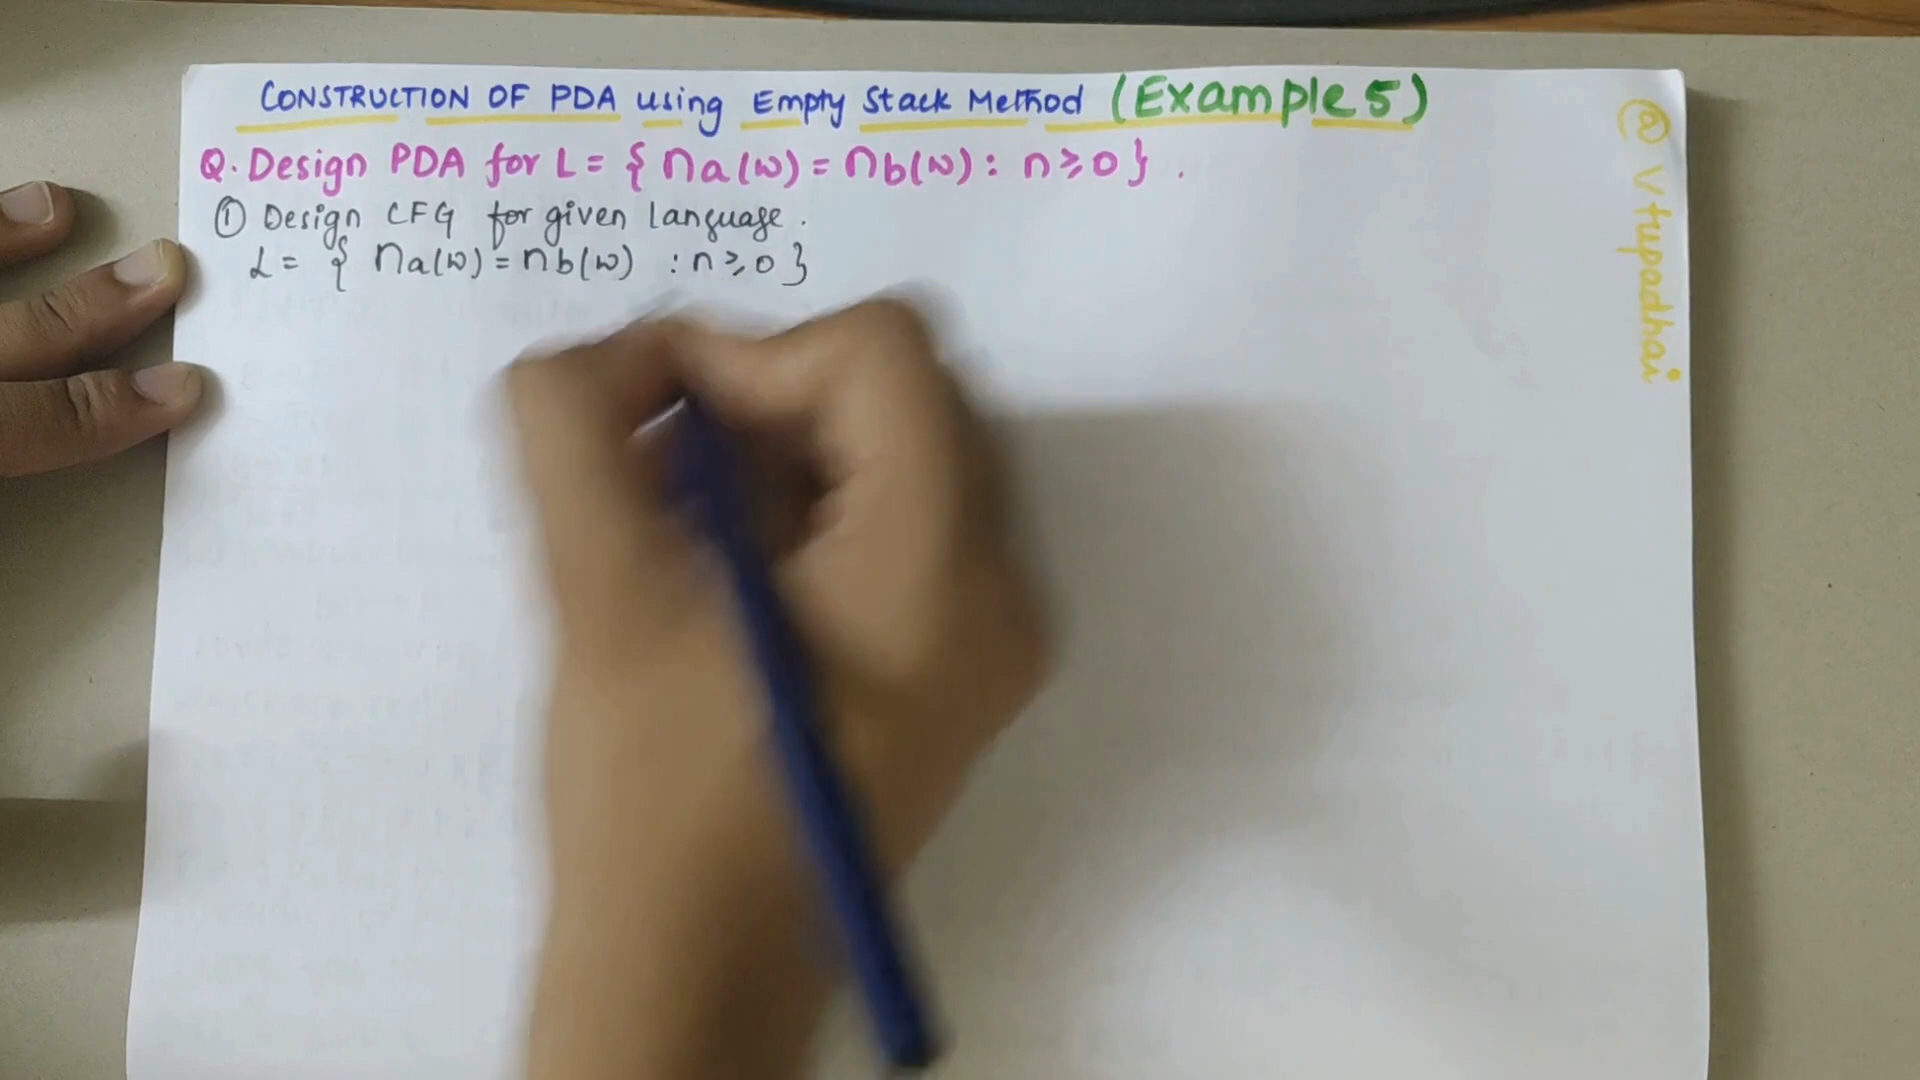 CONSTRUCTION OF PDA using Empty Stack Method (Example 5)
Q. Design PDA for L = { na(w) = nb(w) : n ≥ 0 } .
① Design CFG for given language .
L = { na(w) = nb(w) : n ≥ 0 }
@Vtupadhai